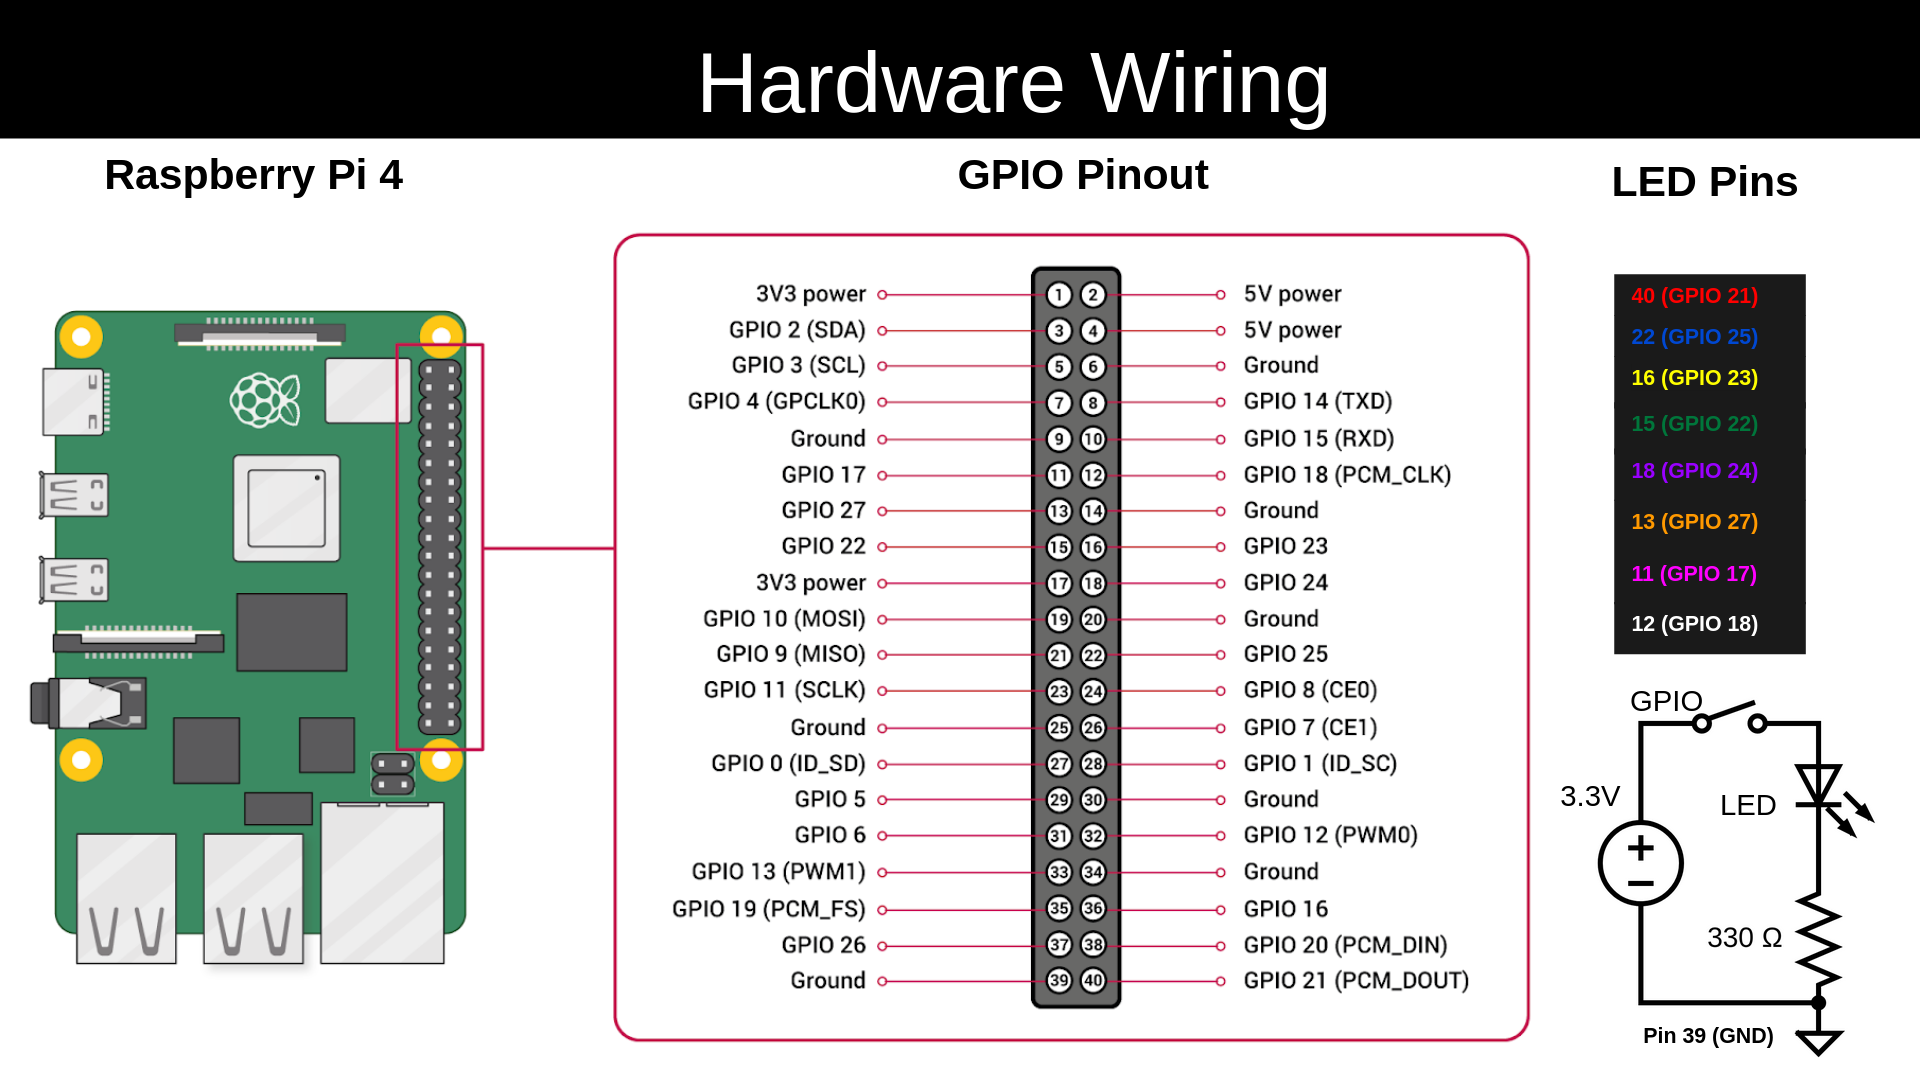 Hardware Wiring
Raspberry Pi 4
GPIO Pinout
LED Pins
3V3 power 1 2 5V power
GPIO 2 (SDA) 3 4 5V power
GPIO 3 (SCL) 5 6 Ground
GPIO 4 (GPCLK0) 7 8 GPIO 14 (TXD)
Ground 9 10 GPIO 15 (RXD)
GPIO 17 11 12 GPIO 18 (PCM_CLK)
GPIO 27 13 14 Ground
GPIO 22 15 16 GPIO 23
3V3 power 17 18 GPIO 24
GPIO 10 (MOSI) 19 20 Ground
GPIO 9 (MISO) 21 22 GPIO 25
GPIO 11 (SCLK) 23 24 GPIO 8 (CE0)
Ground 25 26 GPIO 7 (CE1)
GPIO 0 (ID_SD) 27 28 GPIO 1 (ID_SC)
GPIO 5 29 30 Ground
GPIO 6 31 32 GPIO 12 (PWM0)
GPIO 13 (PWM1) 33 34 Ground
GPIO 19 (PCM_FS) 35 36 GPIO 16
GPIO 26 37 38 GPIO 20 (PCM_DIN)
Ground 39 40 GPIO 21 (PCM_DOUT)
40 (GPIO 21)
22 (GPIO 25)
16 (GPIO 23)
15 (GPIO 22)
18 (GPIO 24)
13 (GPIO 27)
11 (GPIO 17)
12 (GPIO 18)
GPIO
3.3V
LED
330 Ω
Pin 39 (GND)